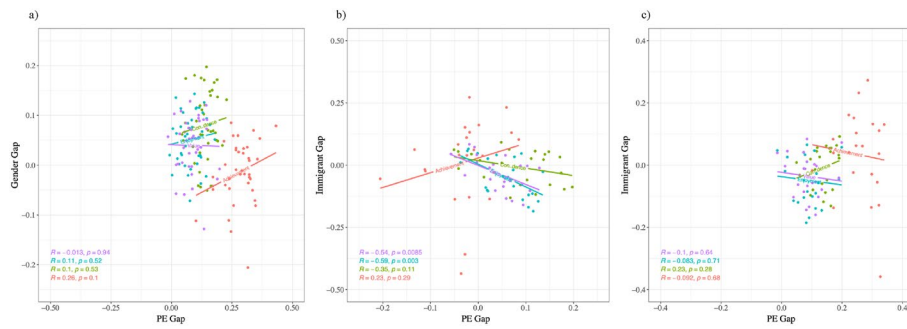 a)
Gender Gap
0.2
0.1
0.0
−0.1
−0.2
R = −0.013, p = 0.94
R = 0.11, p = 0.52
R = 0.1, p = 0.53
R = 0.26, p = 0.1
−0.50
−0.25
0.00
0.25
0.50
PE Gap
b)
Immigrant Gap
0.50
0.25
0.00
−0.25
−0.50
R = −0.54, p = 0.0085
R = −0.59, p = 0.003
R = −0.35, p = 0.11
R = 0.23, p = 0.29
−0.2
−0.1
0.0
0.1
0.2
PE Gap
c)
Immigrant Gap
0.4
0.2
0.0
−0.2
−0.4
R = −0.1, p = 0.64
R = −0.083, p = 0.71
R = 0.23, p = 0.28
R = −0.092, p = 0.68
−0.4
−0.2
0.0
0.2
0.4
PE Gap